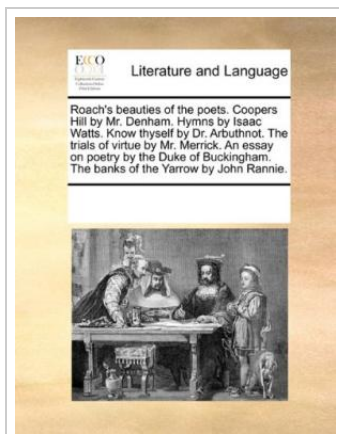 ECCO
Literature and Language
Roach's beauties of the poets. Coopers
Hill by Mr. Denham. Hymns by Isaac
Watts. Know thyself by Dr. Arbuthnot. The
trials of virtue by Mr. Merrick. An essay
on poetry by the Duke of Buckingham.
The banks of the Yarrow by John Rannie.